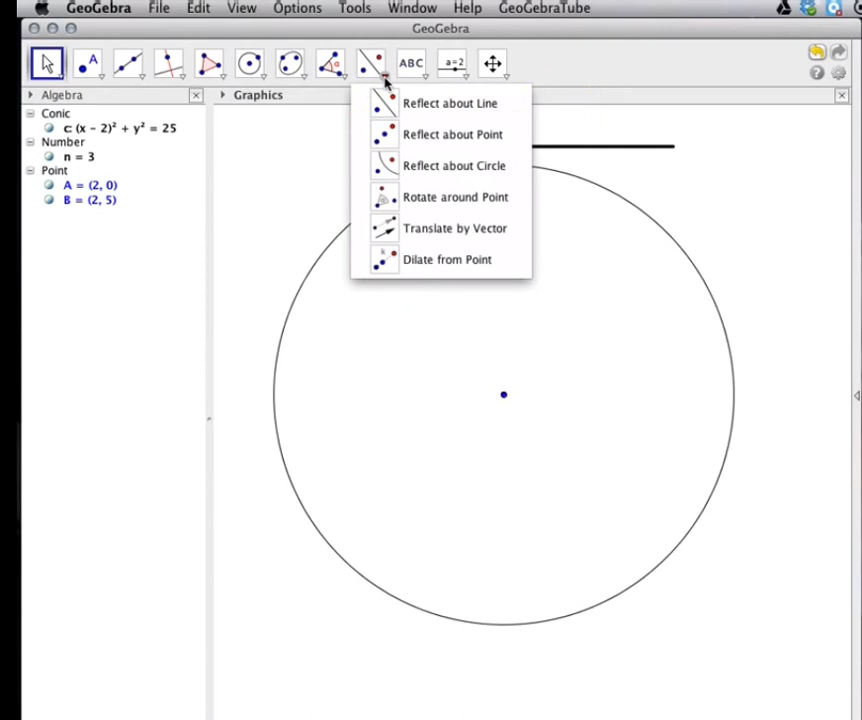 GeoGebra File Edit View Options Tools Window Help GeoGebraTube
GeoGebra
A α ABC a=2
Algebra
Graphics
Conic
c: (x – 2)² + y² = 25
Number
n = 3
Point
A = (2, 0)
B = (2, 5)
Reflect about Line
Reflect about Point
Reflect about Circle
Rotate around Point
Translate by Vector
Dilate from Point